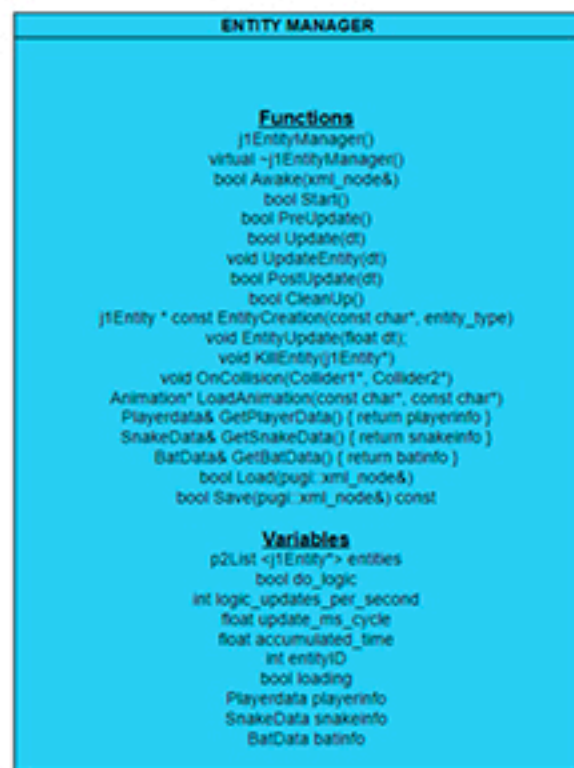 ENTITY MANAGER
Functions
j1EntityManager()
virtual ~j1EntityManager()
bool Awake(xml_node&)
bool Start()
bool PreUpdate()
bool Update(dt)
void UpdateEntity(dt)
bool PostUpdate(dt)
bool CleanUp()
j1Entity * const EntityCreation(const char*, entity_type)
void EntityUpdate(float dt);
void KillEntity(j1Entity*)
void OnCollision(Collider1*, Collider2*)
Animation* LoadAnimation(const char*, const char*)
Playerdata& GetPlayerData() { return playerinfo }
SnakeData& GetSnakeData() { return snakeinfo }
BatData& GetBatData() { return batinfo }
bool Load(pugi::xml_node&)
bool Save(pugi::xml_node&) const
Variables
p2List <j1Entity*> entities
bool do_logic
int logic_updates_per_second
float update_ms_cycle
float accumulated_time
int entityID
bool loading
Playerdata playerinfo
SnakeData snakeinfo
BatData batinfo